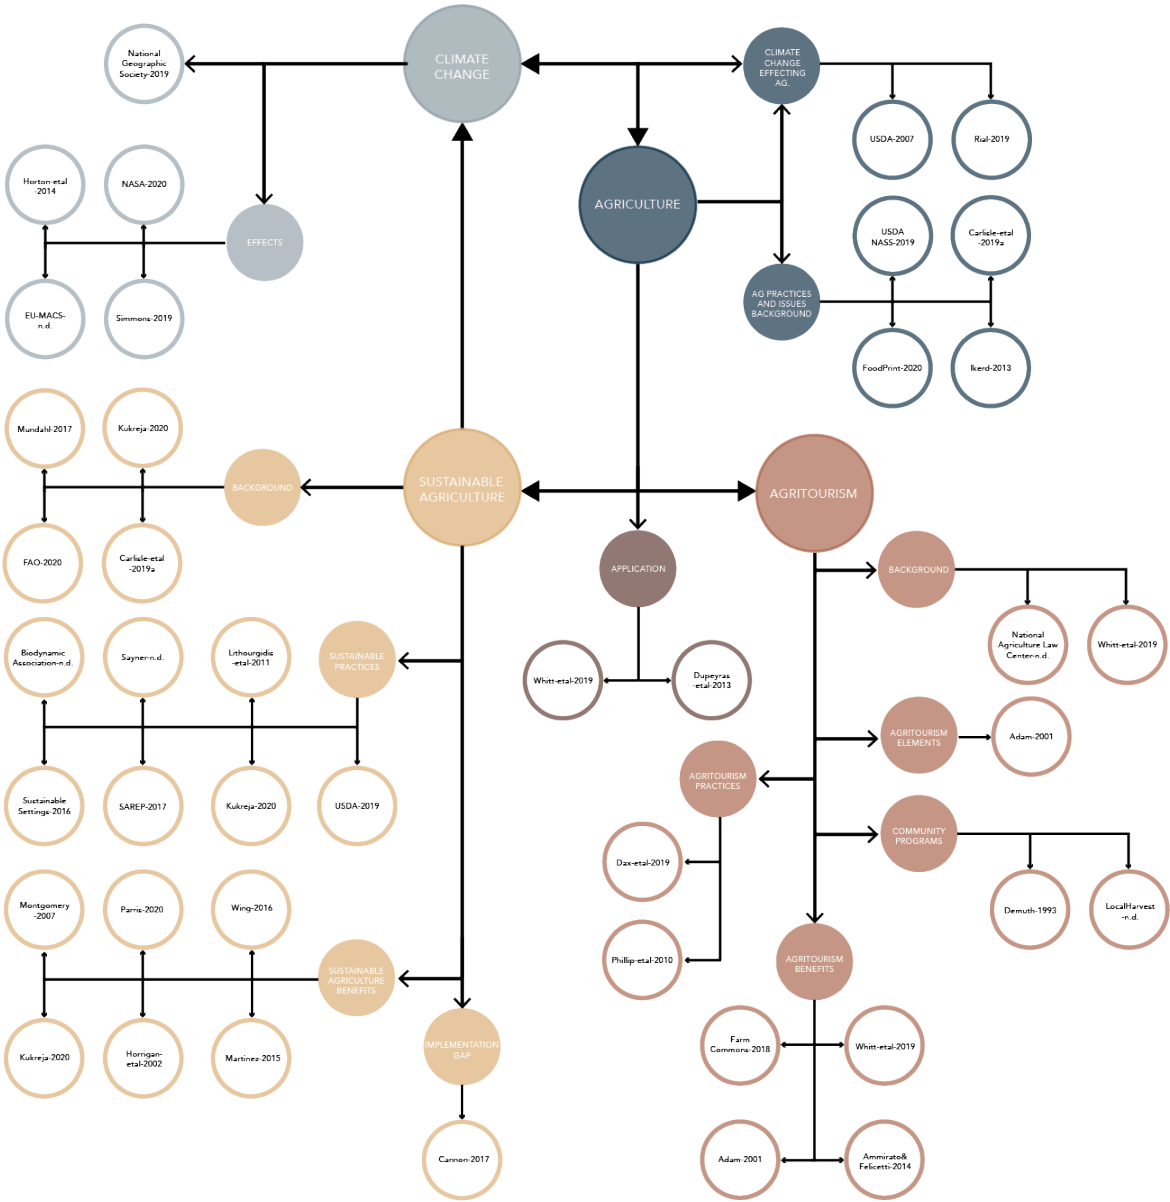 National
Geographic
Society-2019
CLIMATE
CHANGE
CLIMATE
CHANGE
EFFECTING
AG.
USDA-2007
Rial-2019
Horton-etal
-2014
NASA-2020
AGRICULTURE
EFFECTS
USDA
NASS-2019
Carlisle-etal
-2019a
EU-MACS-
n.d.
Simmons-2019
AG PRACTICES
AND ISSUES
BACKGROUND
FoodPrint-2020
Ikerd-2013
Mundahl-2017
Kukreja-2020
BACKGROUND
SUSTAINABLE
AGRICULTURE
AGRITOURISM
FAO-2020
Carlisle-etal
-2019a
APPLICATION
BACKGROUND
Biodynamic
Association-n.d.
Sayner-n.d.
Lithourgidis
-etal-2011
SUSTAINABLE
PRACTICES
Whitt-etal-2019
Dupeyras
-etal-2013
National
Agriculture Law
Center-n.d.
Whitt-etal-2019
AGRITOURISM
ELEMENTS
Adam-2001
Sustainable
Settings-2016
SAREP-2017
Kukreja-2020
USDA-2019
AGRITOURISM
PRACTICES
COMMUNITY
PROGRAMS
Dax-etal-2019
Demuth-1993
LocalHarvest
-n.d.
Montgomery
-2007
Parris-2020
Wing-2016
Phillip-etal-2010
AGRITOURISM
BENEFITS
SUSTAINABLE
AGRICULTURE
BENEFITS
Kukreja-2020
Horrigan-
etal-2002
Martinez-2015
IMPLEMENTATION
GAP
Farm
Commons-2018
Whitt-etal-2019
Cannon-2017
Adam-2001
Ammirato&
Felicetti-2014